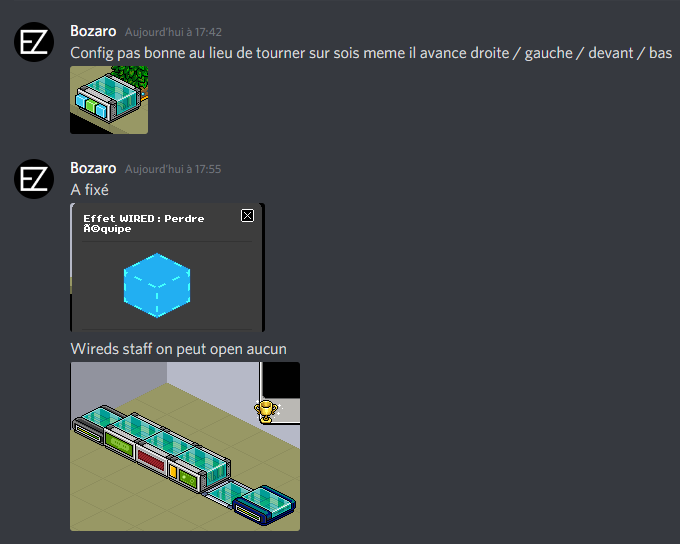 EZ
Bozaro Aujourd'hui à 17:42
Config pas bonne au lieu de tourner sur sois meme il avance droite / gauche / devant / bas
EZ
Bozaro Aujourd'hui à 17:55
A fixé
Effet WIRED : Perdre
Ã©quipe
Wireds staff on peut open aucun